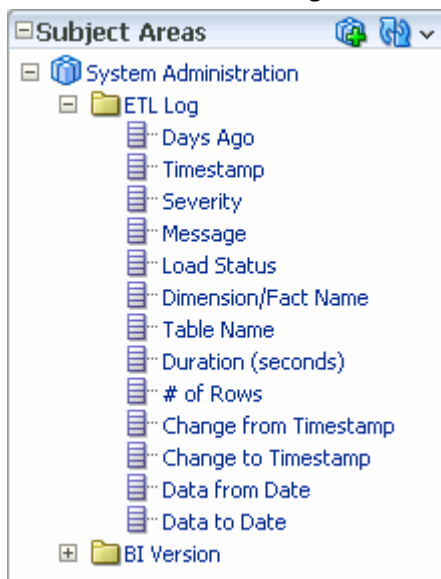 Subject Areas
System Administration
ETL Log
Days Ago
Timestamp
Severity
Message
Load Status
Dimension/Fact Name
Table Name
Duration (seconds)
# of Rows
Change from Timestamp
Change to Timestamp
Data from Date
Data to Date
BI Version